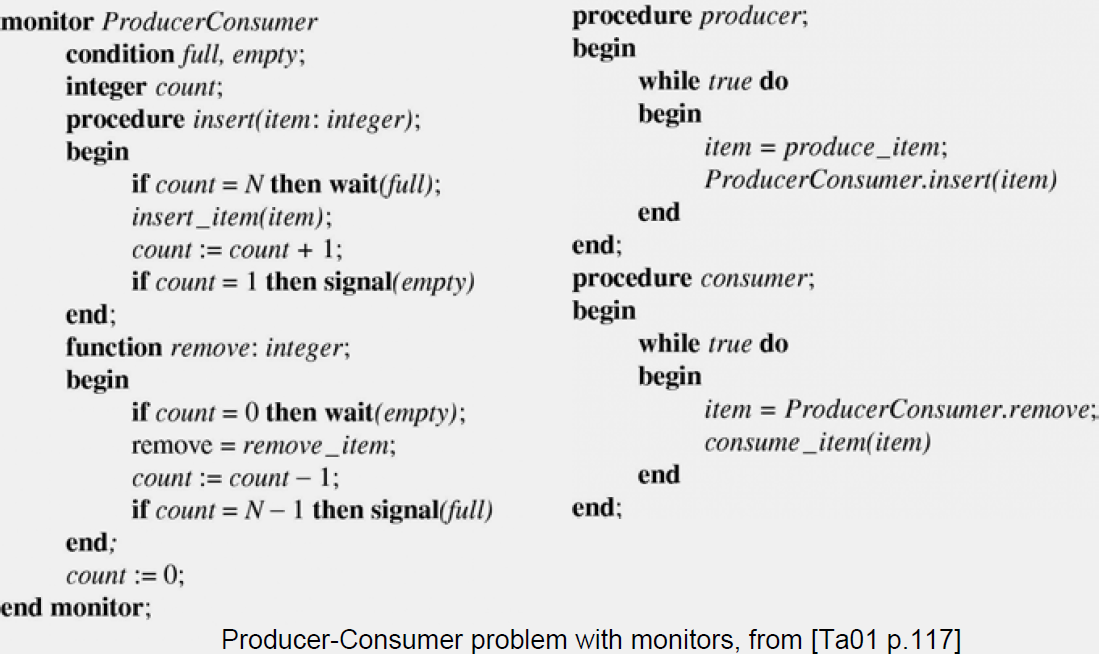 monitor ProducerConsumer
condition full, empty;
integer count;
procedure insert(item: integer);
begin
if count = N then wait(full);
insert_item(item);
count := count + 1;
if count = 1 then signal(empty)
end;
function remove: integer;
begin
if count = 0 then wait(empty);
remove = remove_item;
count := count – 1;
if count = N – 1 then signal(full)
end;
count := 0;
end monitor;
procedure producer;
begin
while true do
begin
item = produce_item;
ProducerConsumer.insert(item)
end
end;
procedure consumer;
begin
while true do
begin
item = ProducerConsumer.remove;
consume_item(item)
end
end;
Producer-Consumer problem with monitors, from [Ta01 p.117]